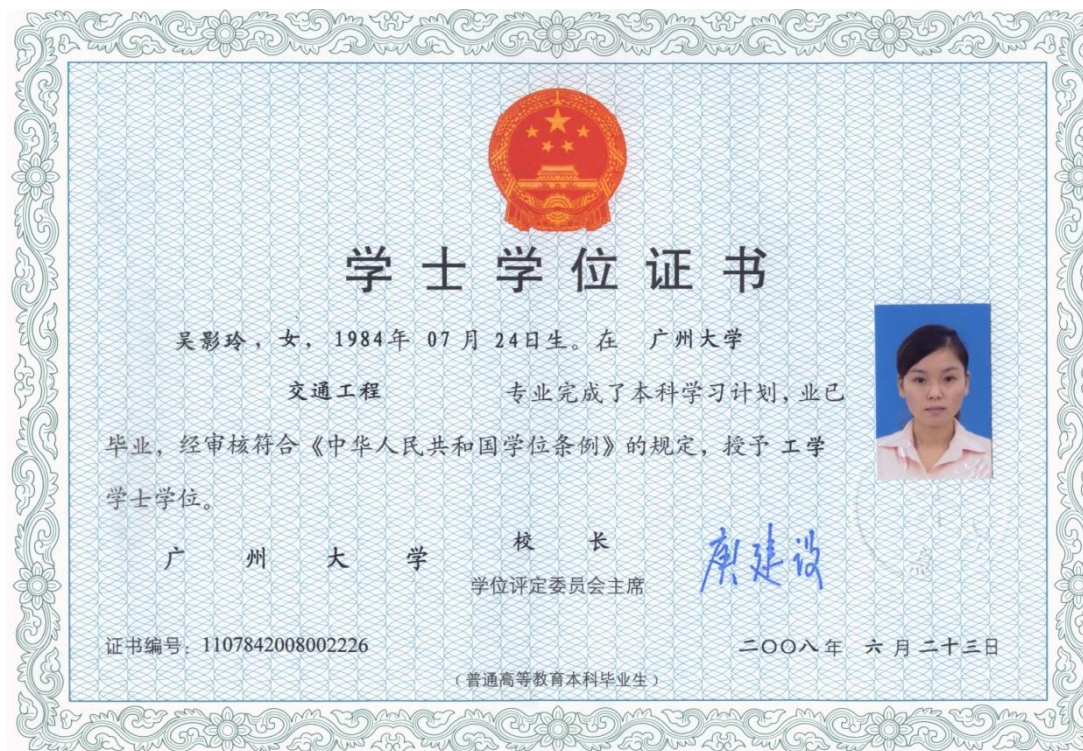 学士学位证书
吴影玲，女，1984年 07月 24日生。在 广州大学
交通工程 专业完成了本科学习计划，业已
毕业，经审核符合《中华人民共和国学位条例》的规定，授予 工学
学士学位。
广州大学 校长 庾建设
学位评定委员会主席
证书编号：1107842008002226 二〇〇八年 六月二十三日
（普通高等教育本科毕业生）